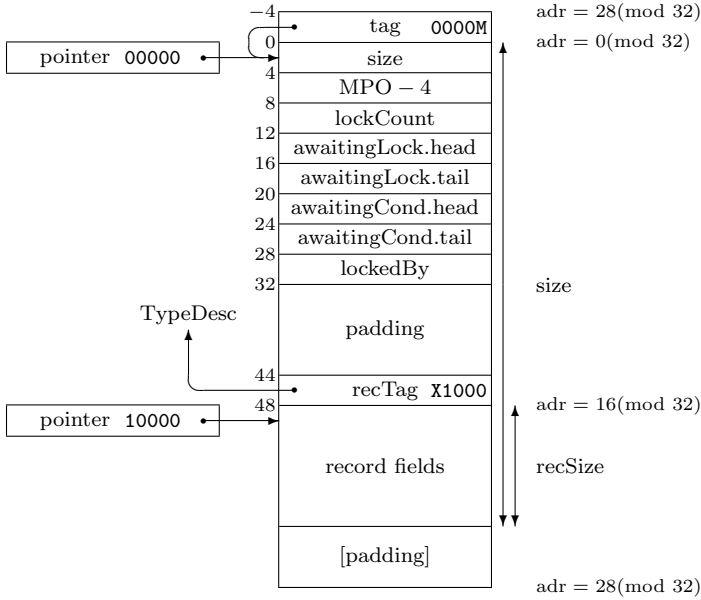 −4
tag 0000M
adr = 28(mod 32)
0
adr = 0(mod 32)
pointer 00000
size
4
MPO − 4
8
lockCount
12
awaitingLock.head
16
awaitingLock.tail
20
awaitingCond.head
24
awaitingCond.tail
28
lockedBy
32
size
TypeDesc
padding
44
recTag X1000
48
adr = 16(mod 32)
pointer 10000
record fields
recSize
[padding]
adr = 28(mod 32)